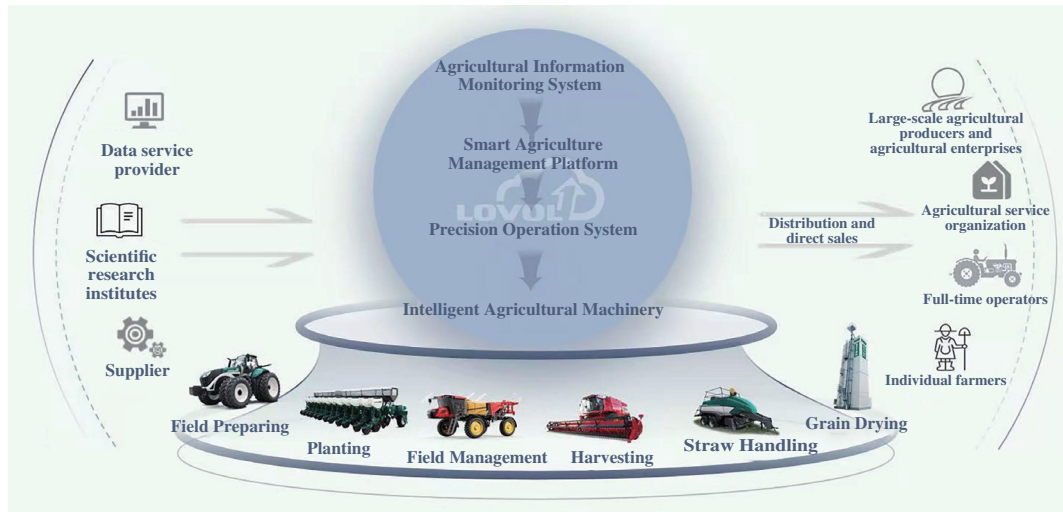 Agricultural Information
Monitoring System
Smart Agriculture
Management Platform
LOVOL
Precision Operation System
Intelligent Agricultural Machinery
Data service
provider
Scientific
research
institutes
Supplier
Distribution and
direct sales
Large-scale agricultural
producers and
agricultural enterprises
Agricultural service
organization
Full-time operators
Individual farmers
Field Preparing
Planting
Field Management
Harvesting
Straw Handling
Grain Drying